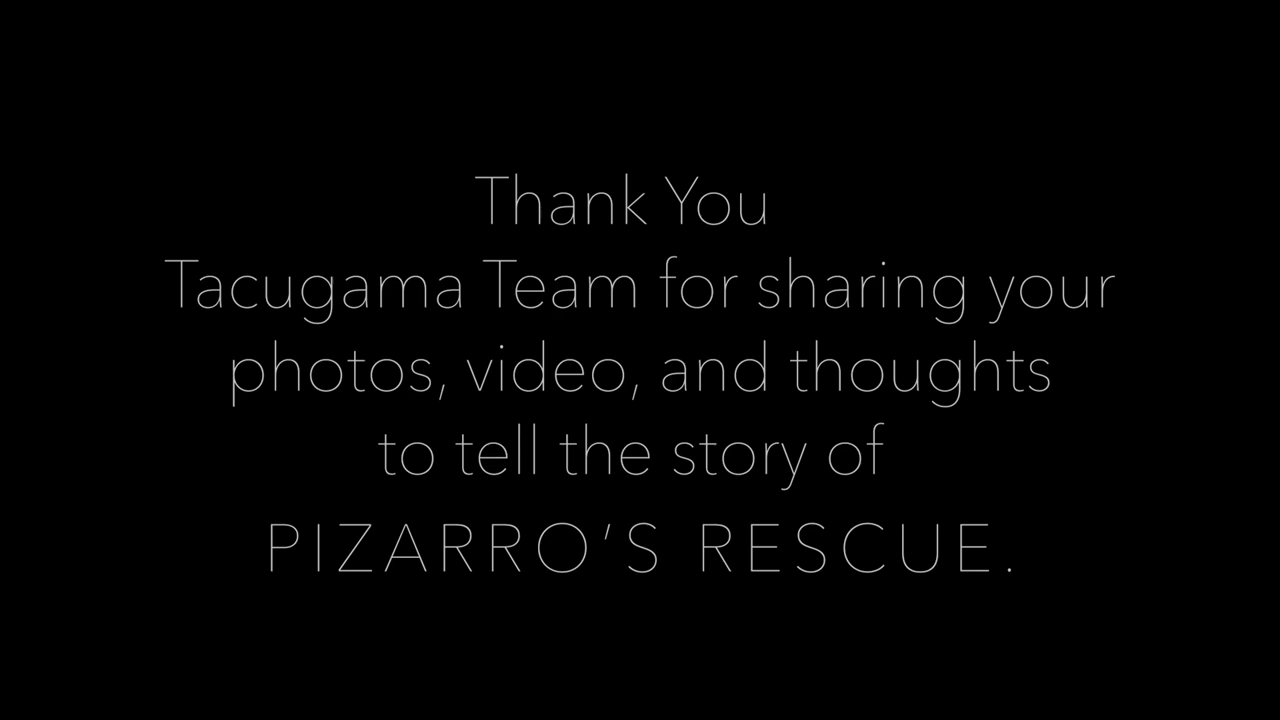 Thank You
Tacugama Team for sharing your
photos, video, and thoughts
to tell the story of
PIZARRO’S RESCUE.